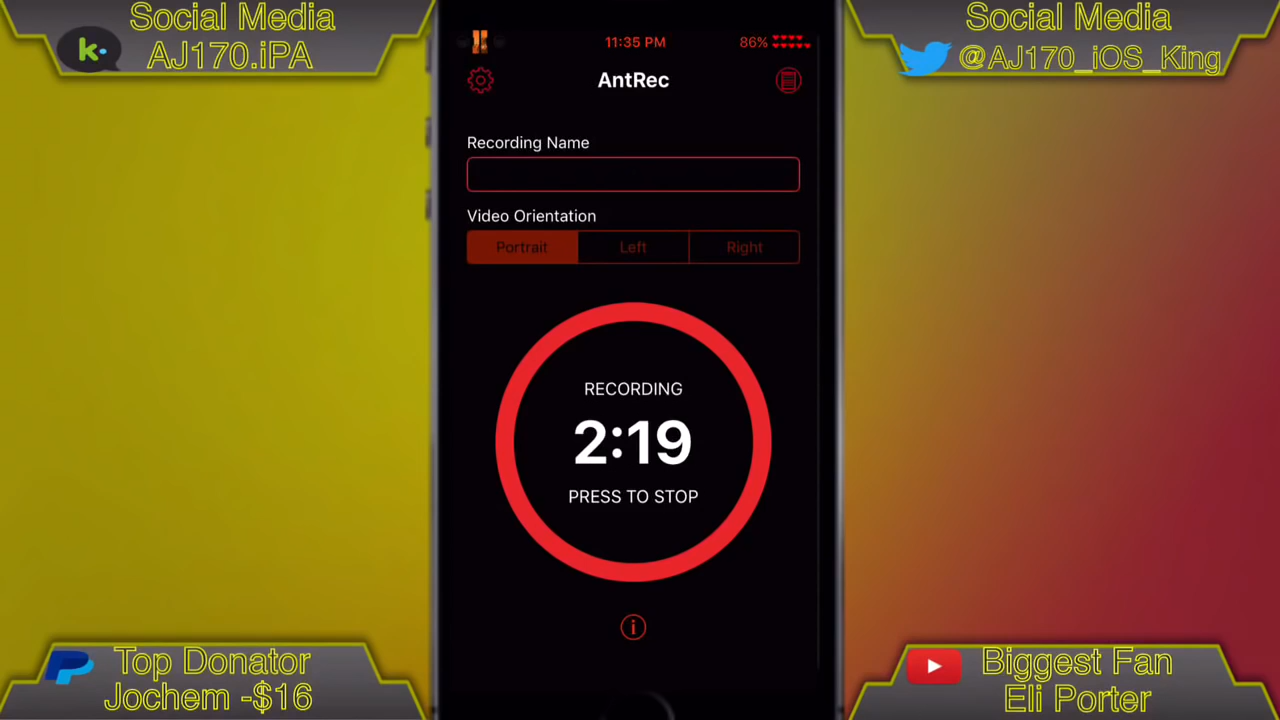 Social Media
AJ170.iPA
Social Media
@AJ170_iOS_King
k.
11:35 PM
86%
AntRec
Recording Name
Video Orientation
Portrait
Left
Right
RECORDING
2:19
PRESS TO STOP
i
Top Donator
Jochem -$16
Biggest Fan
Eli Porter